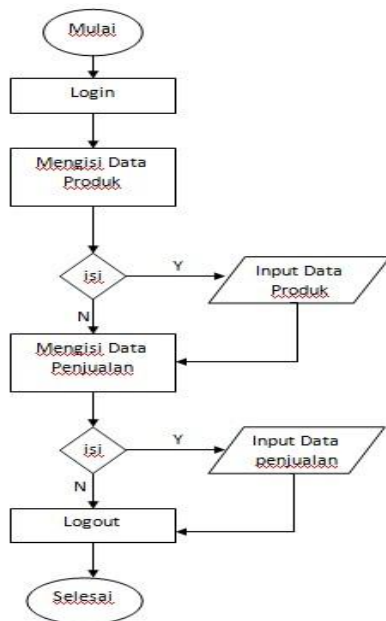 Mulai
Login
Mengisi Data
Produk
isi
Y
Input Data
Produk
N
Mengisi Data
Penjualan
isi
Y
Input Data
penjualan
N
Logout
Selesai